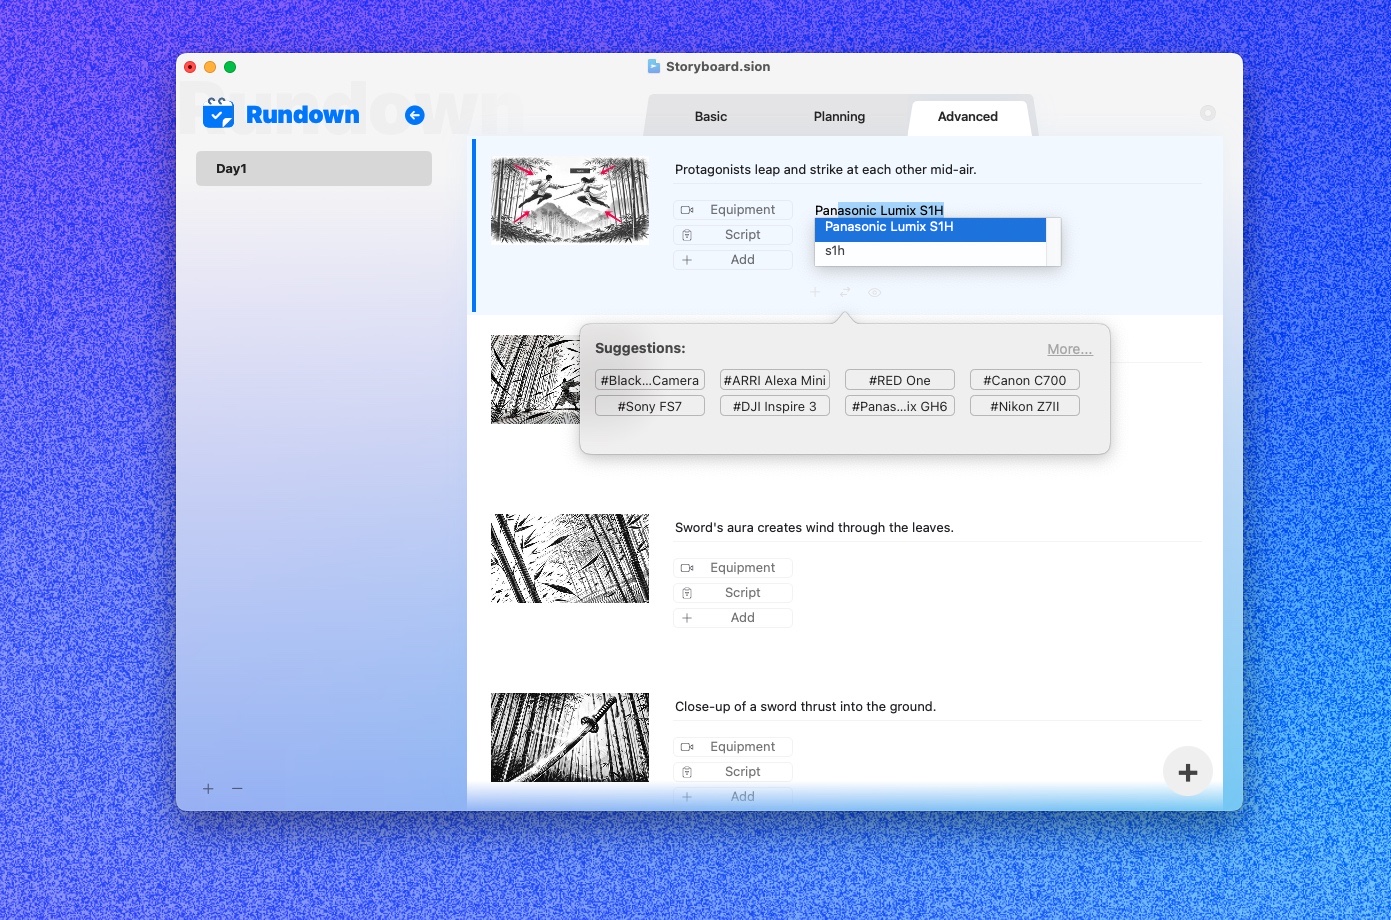 Storyboard.sion
Rundown
Rundown
Basic
Planning
Advanced
Day1
Protagonists leap and strike at each other mid-air.
Equipment
Panasonic Lumix S1H
Script
Panasonic Lumix S1H
s1h
Add
Suggestions:
More...
#Black...Camera
#ARRI Alexa Mini
#RED One
#Canon C700
#Sony FS7
#DJI Inspire 3
#Panas...ix GH6
#Nikon Z7II
Sword's aura creates wind through the leaves.
Equipment
Script
Add
Close-up of a sword thrust into the ground.
Equipment
Script
Add